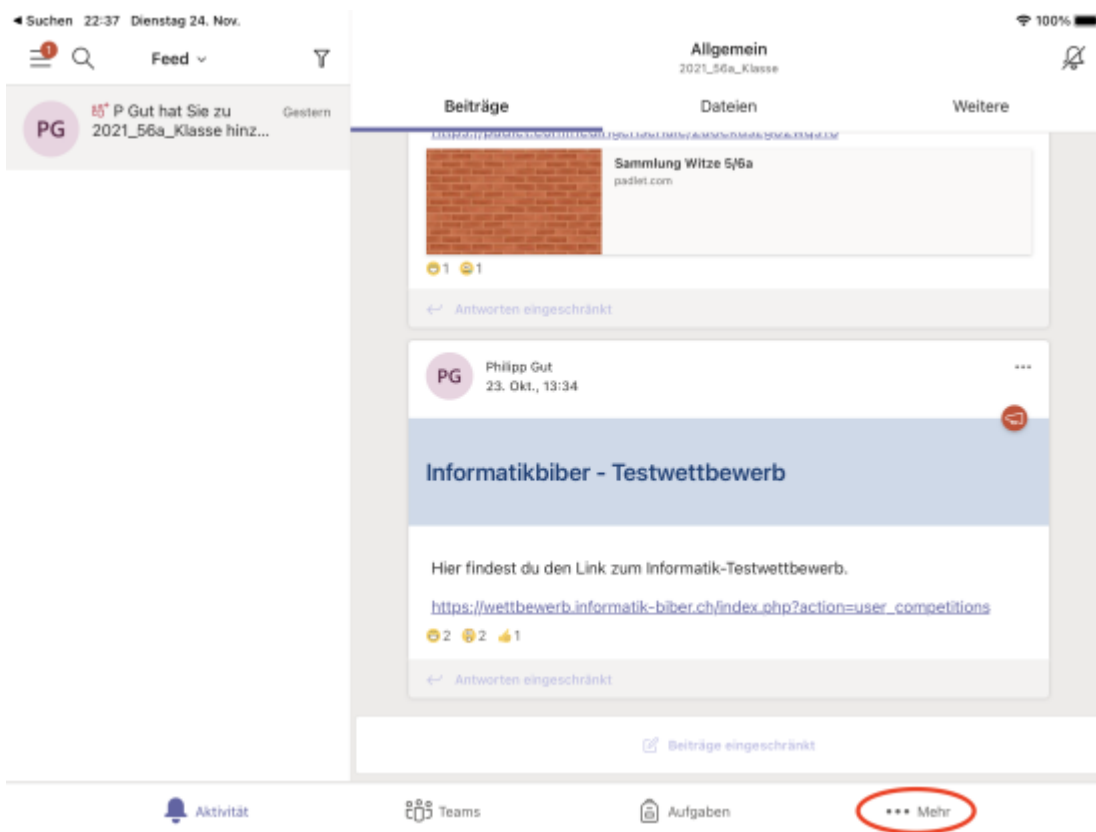 Suchen 22:37 Dienstag 24. Nov.
100%
1
Feed
PG
P Gut hat Sie zu
2021_56a_Klasse hinz...
Gestern
Allgemein
2021_56a_Klasse
Beiträge Dateien Weitere
Sammlung Witze 5/6a
padlet.com
1 1
Antworten eingeschränkt
PG
Philipp Gut
23. Okt., 13:34
Informatikbiber - Testwettbewerb
Hier findest du den Link zum Informatik-Testwettbewerb.
https://wettbewerb.informatik-biber.ch/index.php?action=user_competitions
2 2 1
Antworten eingeschränkt
Beiträge eingeschränkt
Aktivität Teams Aufgaben Mehr